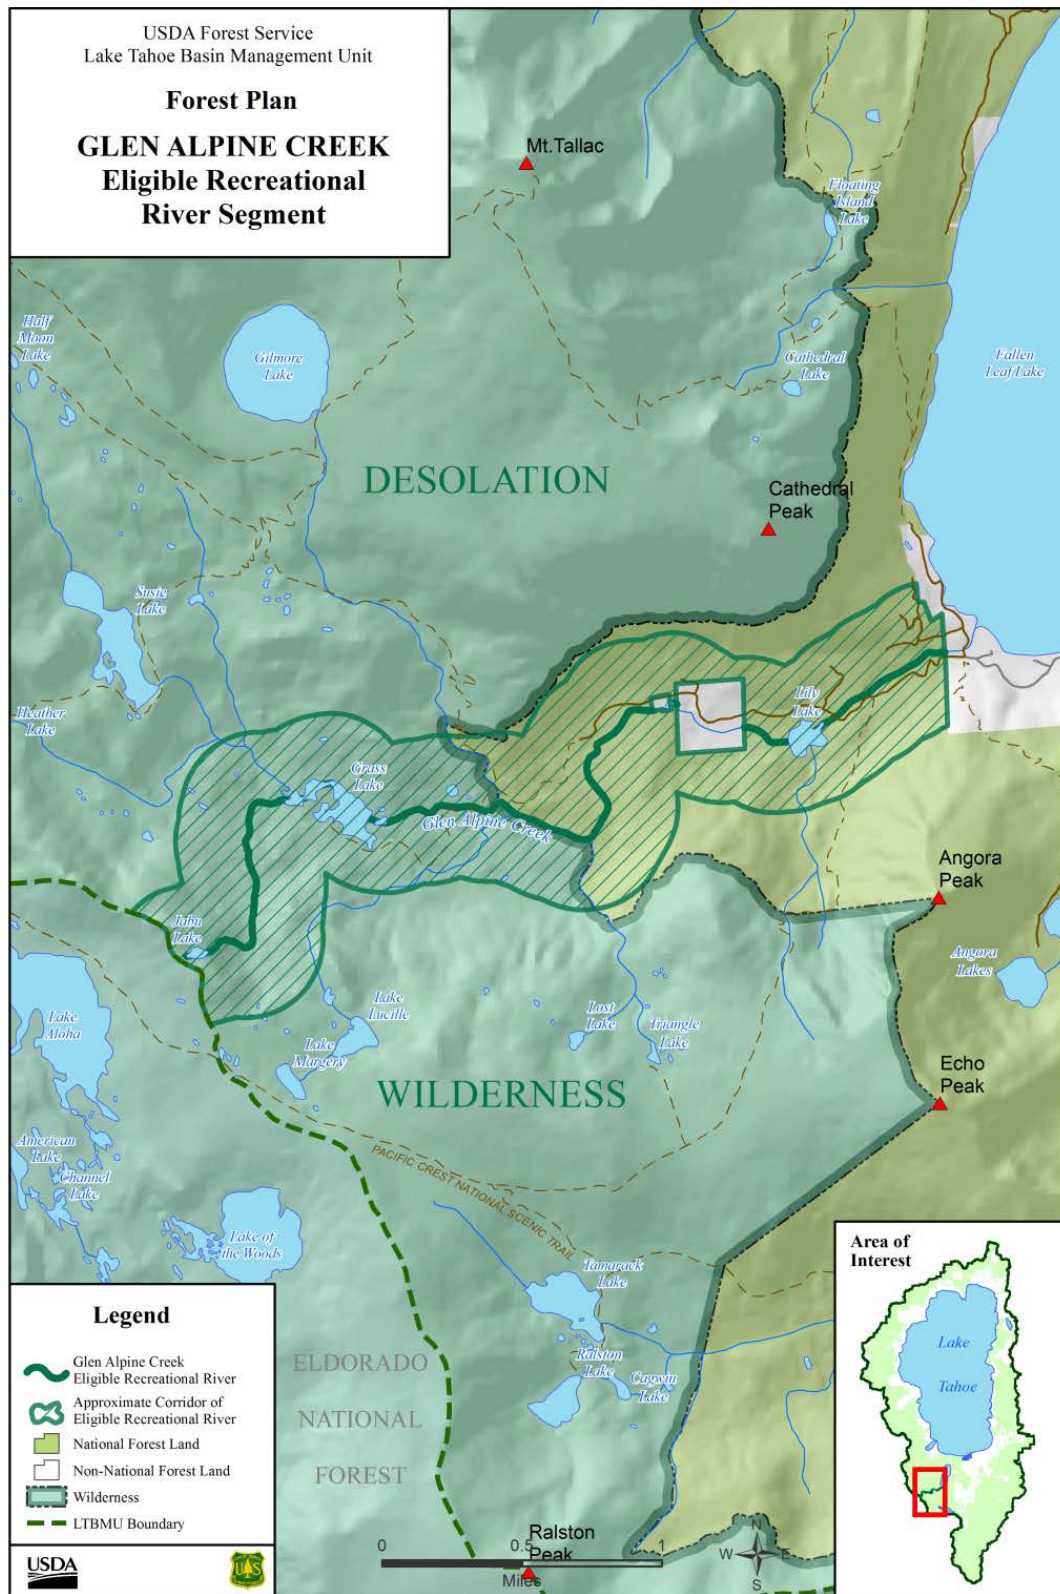 USDA Forest Service
Lake Tahoe Basin Management Unit
Forest Plan
GLEN ALPINE CREEK
Eligible Recreational
River Segment
Mt.Tallac
Floating
Island
Lake
Half
Moon
Lake
Gilmore
Lake
Cathedral
Lake
Fallen
Leaf Lake
DESOLATION
Cathedral
Peak
Susie
Lake
Heather
Lake
Lily
Lake
Grass
Lake
Glen Alpine Creek
Angora
Peak
Jabu
Lake
Angora
Lakes
Lake
Aloha
Lake
Lucille
Lost
Lake
Triangle
Lake
Lake
Margery
WILDERNESS
Echo
Peak
American
Lake
Channel
Lake
PACIFIC CREST NATIONAL SCENIC TRAIL
Lake of
the Woods
Tamarack
Lake
Ralston
Lake
Cagwin
Lake
ELDORADO
NATIONAL
FOREST
Ralston
Peak
Area of
Interest
Lake
Tahoe
Legend
Glen Alpine Creek
Eligible Recreational River
Approximate Corridor of
Eligible Recreational River
National Forest Land
Non-National Forest Land
Wilderness
LTBMU Boundary
USDA
UAS
0 0.5 1
Miles
N
W E
S